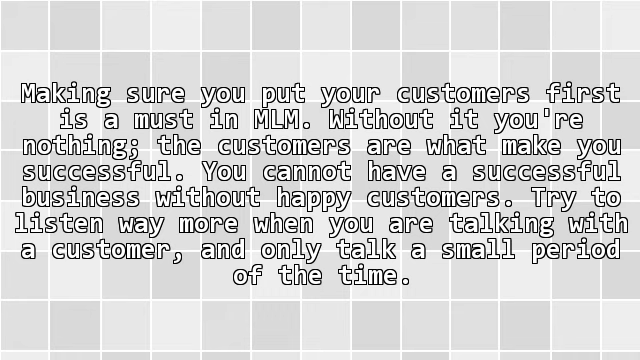 Making sure you put your customers first
is a must in MLM. Without it you're
nothing; the customers are what make you
successful. You cannot have a successful
business without happy customers. Try to
listen way more when you are talking with
a customer, and only talk a small period
of the time.